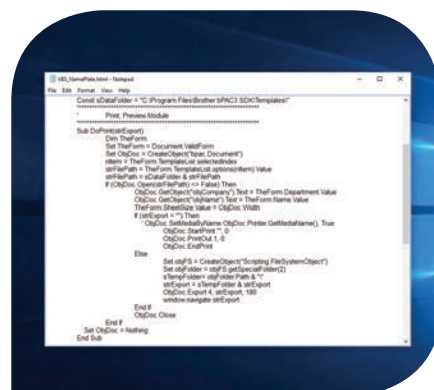 VBS_NamePlate.html - Notepad
File Edit Format View Help
Const sDataFolder = "C:\Program Files\Brother bPAC3 SDK\Templates\"
' Print, Preview Module
Sub DoPrint(strExport)
Dim TheForm
Set TheForm = Document.ValidForm
Set ObjDoc = CreateObject("bpac.Document")
nItem = TheForm.TemplateList.selectedIndex
strFilePath = TheForm.TemplateList.options(nItem).Value
strFilePath = sDataFolder & strFilePath
If (ObjDoc.Open(strFilePath) <> False) Then
ObjDoc.GetObject("objCompany").Text = TheForm.Department.Value
ObjDoc.GetObject("objName").Text = TheForm.Name.Value
TheForm.SheetSize.Value = ObjDoc.Width
If (strExport = "") Then
' ObjDoc.SetMediaByName ObjDoc.Printer.GetMediaName(), True
ObjDoc.StartPrint "", 0
ObjDoc.PrintOut 1, 0
ObjDoc.EndPrint
Else
Set objFS = CreateObject("Scripting.FileSystemObject")
Set objFolder = objFS.getSpecialFolder(2)
sTempFolder= objFolder.Path & "\"
strExport = sTempFolder & strExport
ObjDoc.Export 4, strExport, 180
window.navigate strExport
End If
ObjDoc.Close
End If
Set ObjDoc = Nothing
End Sub